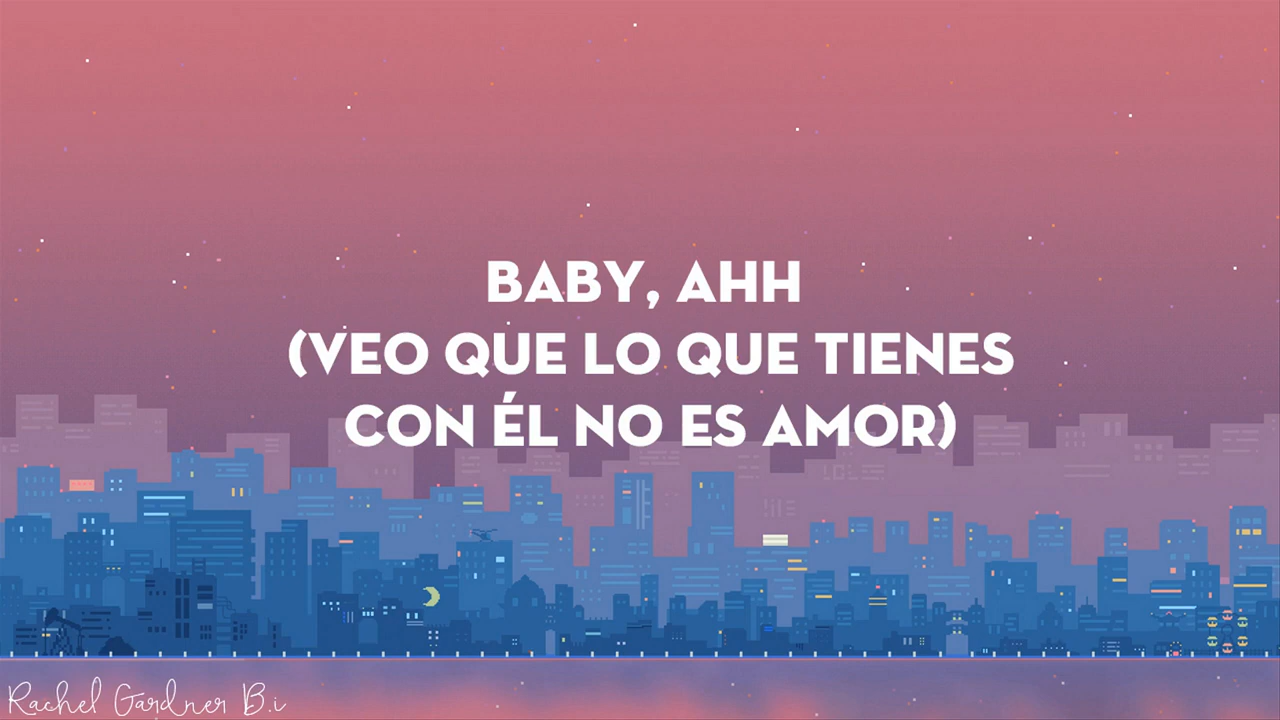 BABY, AHH
(VEO QUE LO QUE TIENES
CON ÉL NO ES AMOR)
Rachel Gardner B.i